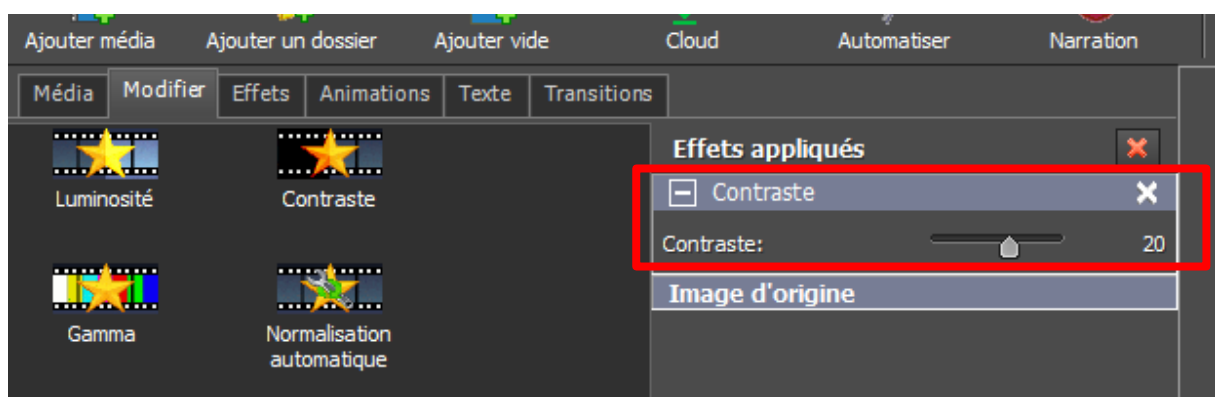 Ajouter média Ajouter un dossier Ajouter vide Cloud Automatiser Narration
Média Modifier Effets Animations Texte Transitions
Luminosité Contraste
Gamma Normalisation
automatique
Effets appliqués
Contraste
Contraste: 20
Image d'origine